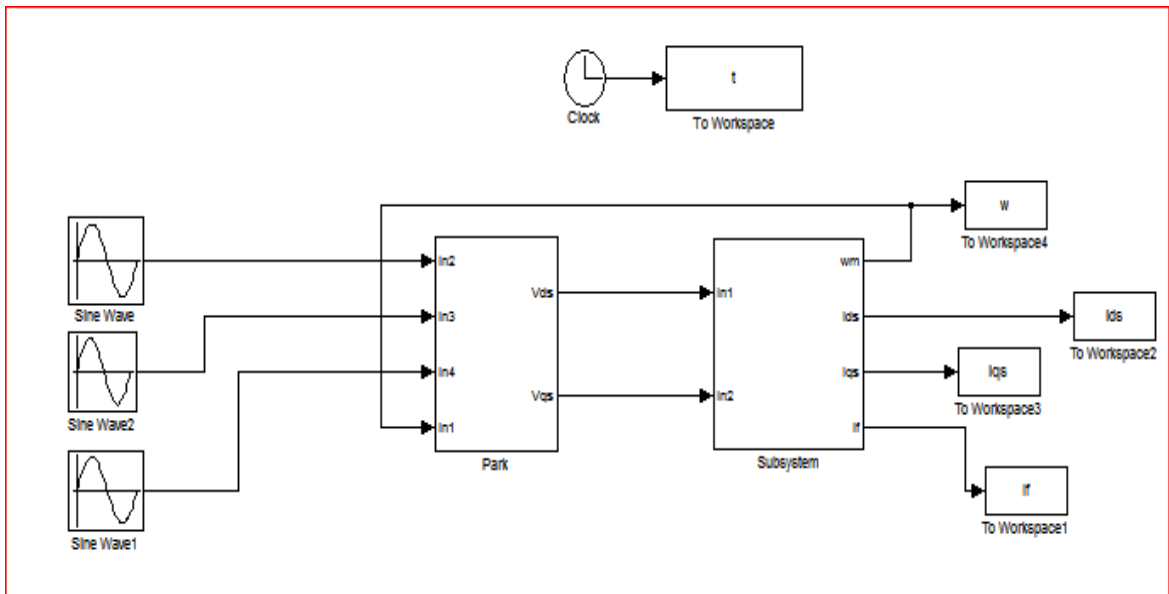 t
Clock
To Workspace
w
To Workspace4
Sine Wave
In2
wm
Vds
In1
In3
Ids
Ids
Sine Wave2
To Workspace2
In4
Iqs
Iqs
Vqs
In2
To Workspace3
In1
If
Park
Subsystem
If
Sine Wave1
To Workspace1